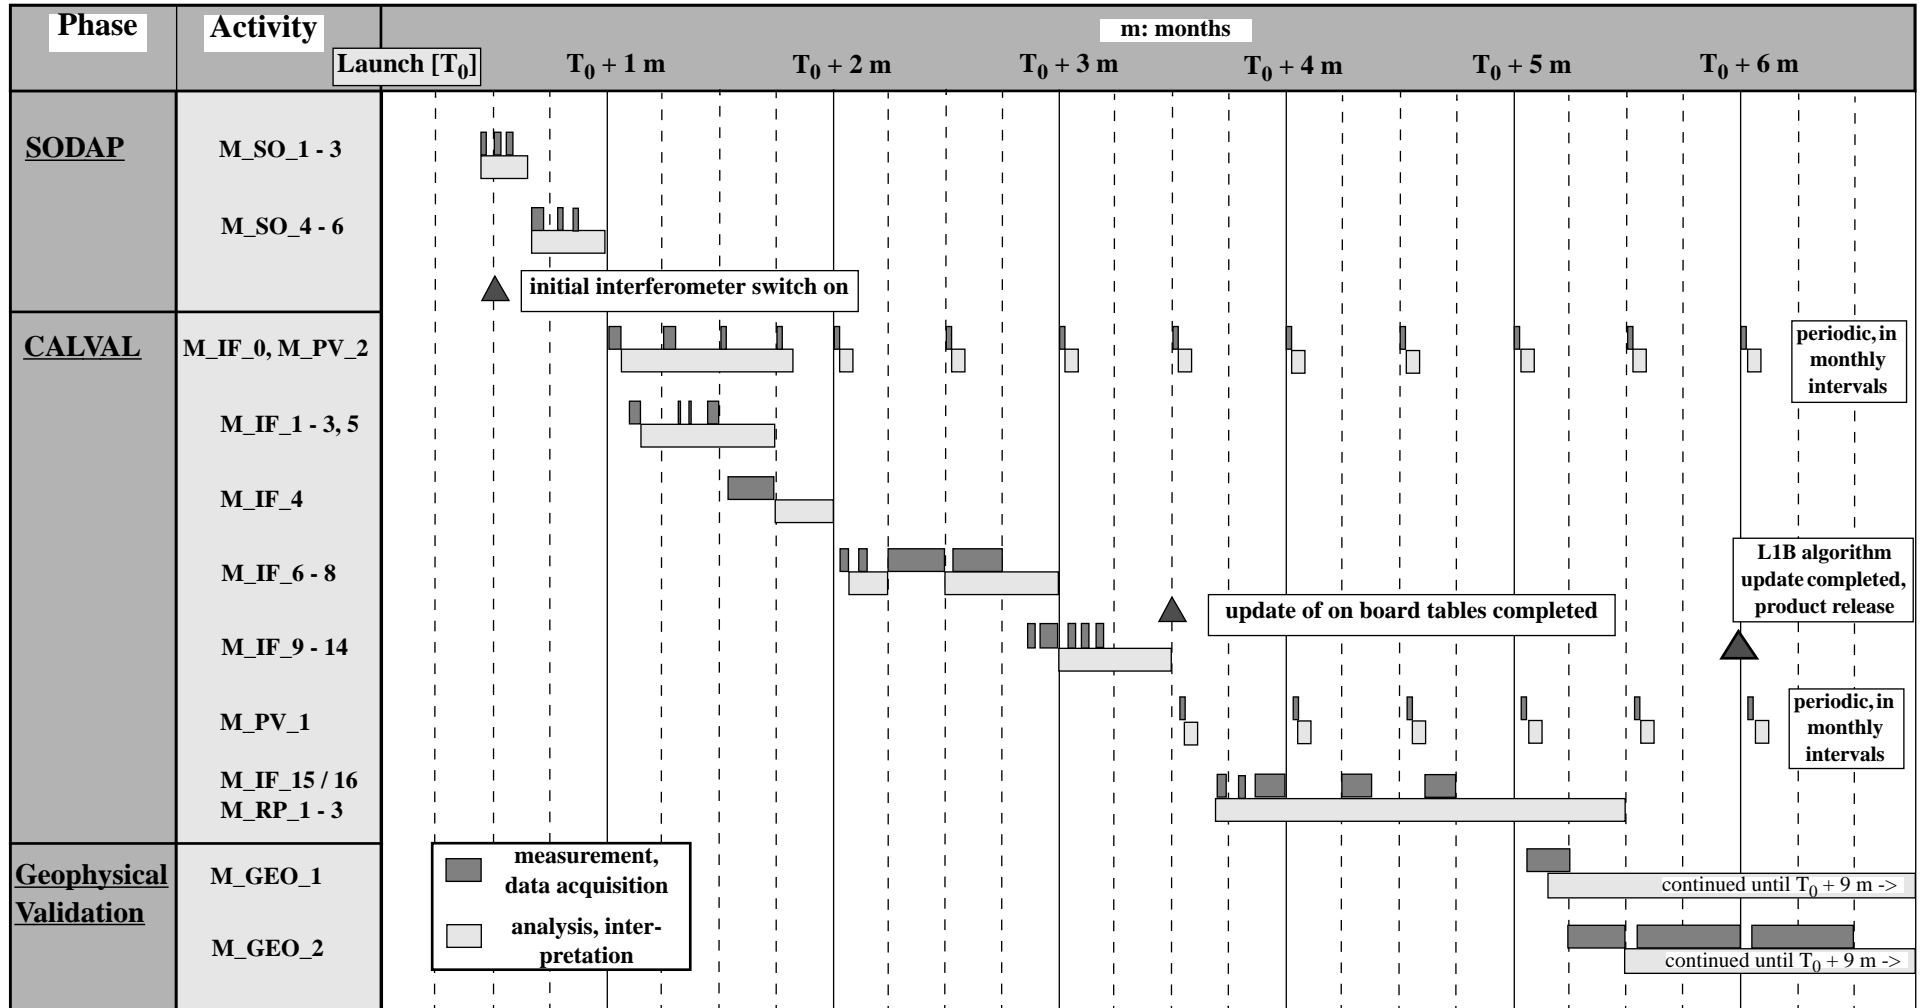 Phase
Activity
m: months
Launch [T0]
T0 + 1 m
T0 + 2 m
T0 + 3 m
T0 + 4 m
T0 + 5 m
T0 + 6 m
SODAP
M_SO_1 - 3
M_SO_4 - 6
initial interferometer switch on
CALVAL
M_IF_0, M_PV_2
periodic, in
monthly
intervals
M_IF_1 - 3, 5
M_IF_4
M_IF_6 - 8
L1B algorithm
update completed,
product release
update of on board tables completed
M_IF_9 - 14
M_PV_1
periodic, in
monthly
intervals
M_IF_15 / 16
M_RP_1 - 3
Geophysical
Validation
M_GEO_1
continued until T0 + 9 m ->
M_GEO_2
continued until T0 + 9 m ->
measurement,
data acquisition
analysis, inter-
pretation